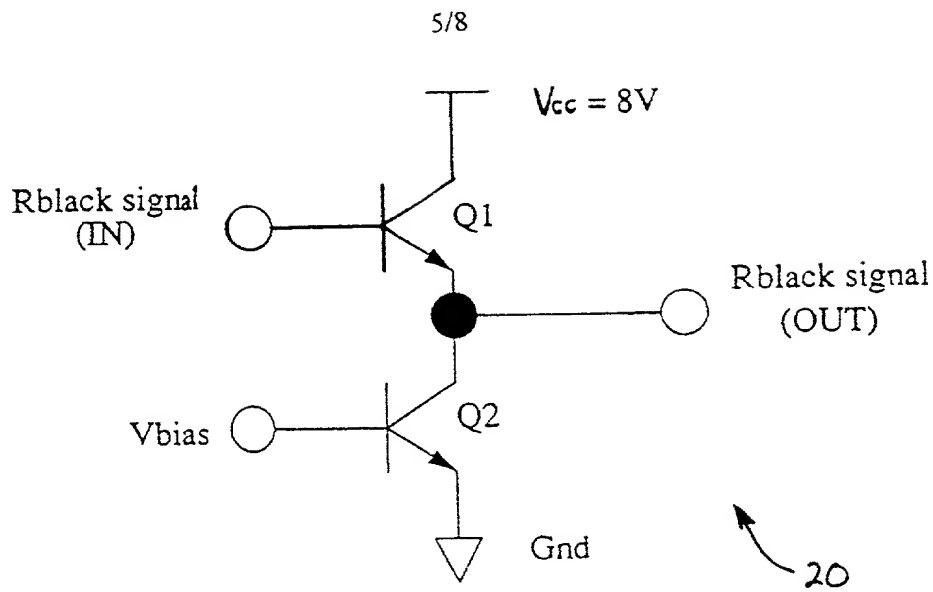 5/8
Vcc = 8V
Rblack signal
(IN)
Q1
Rblack signal
(OUT)
Q2
Vbias
Gnd
20